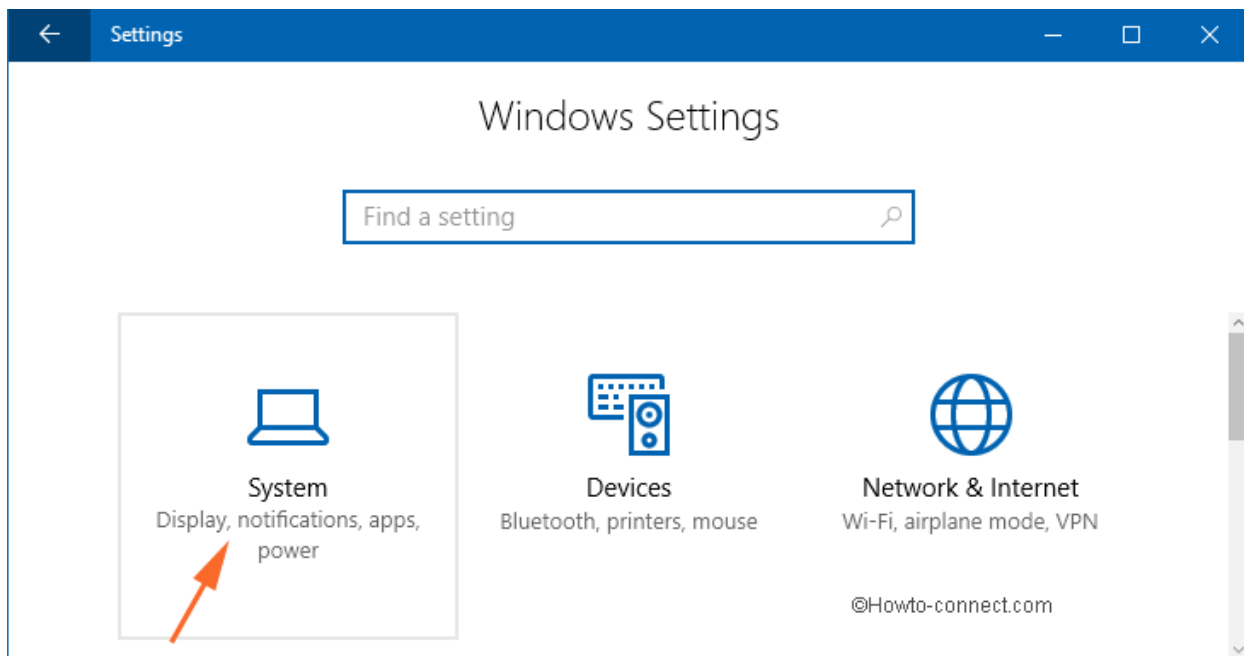 Settings
Windows Settings
Find a setting
System
Display, notifications, apps,
power
Devices
Bluetooth, printers, mouse
Network & Internet
Wi-Fi, airplane mode, VPN
©Howto-connect.com